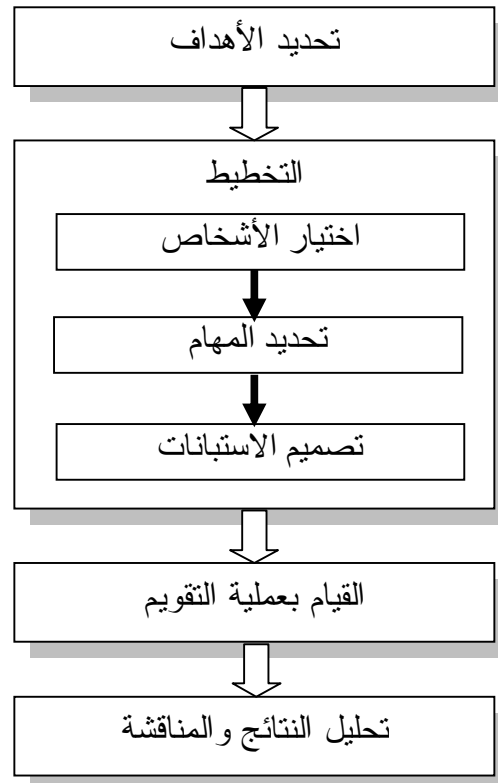 تحديد الأهداف
التخطيط
اختيار الأشخاص
تحديد المهام
تصميم الاستبانات
القيام بعملية التقويم
تحليل النتائج والمناقشة